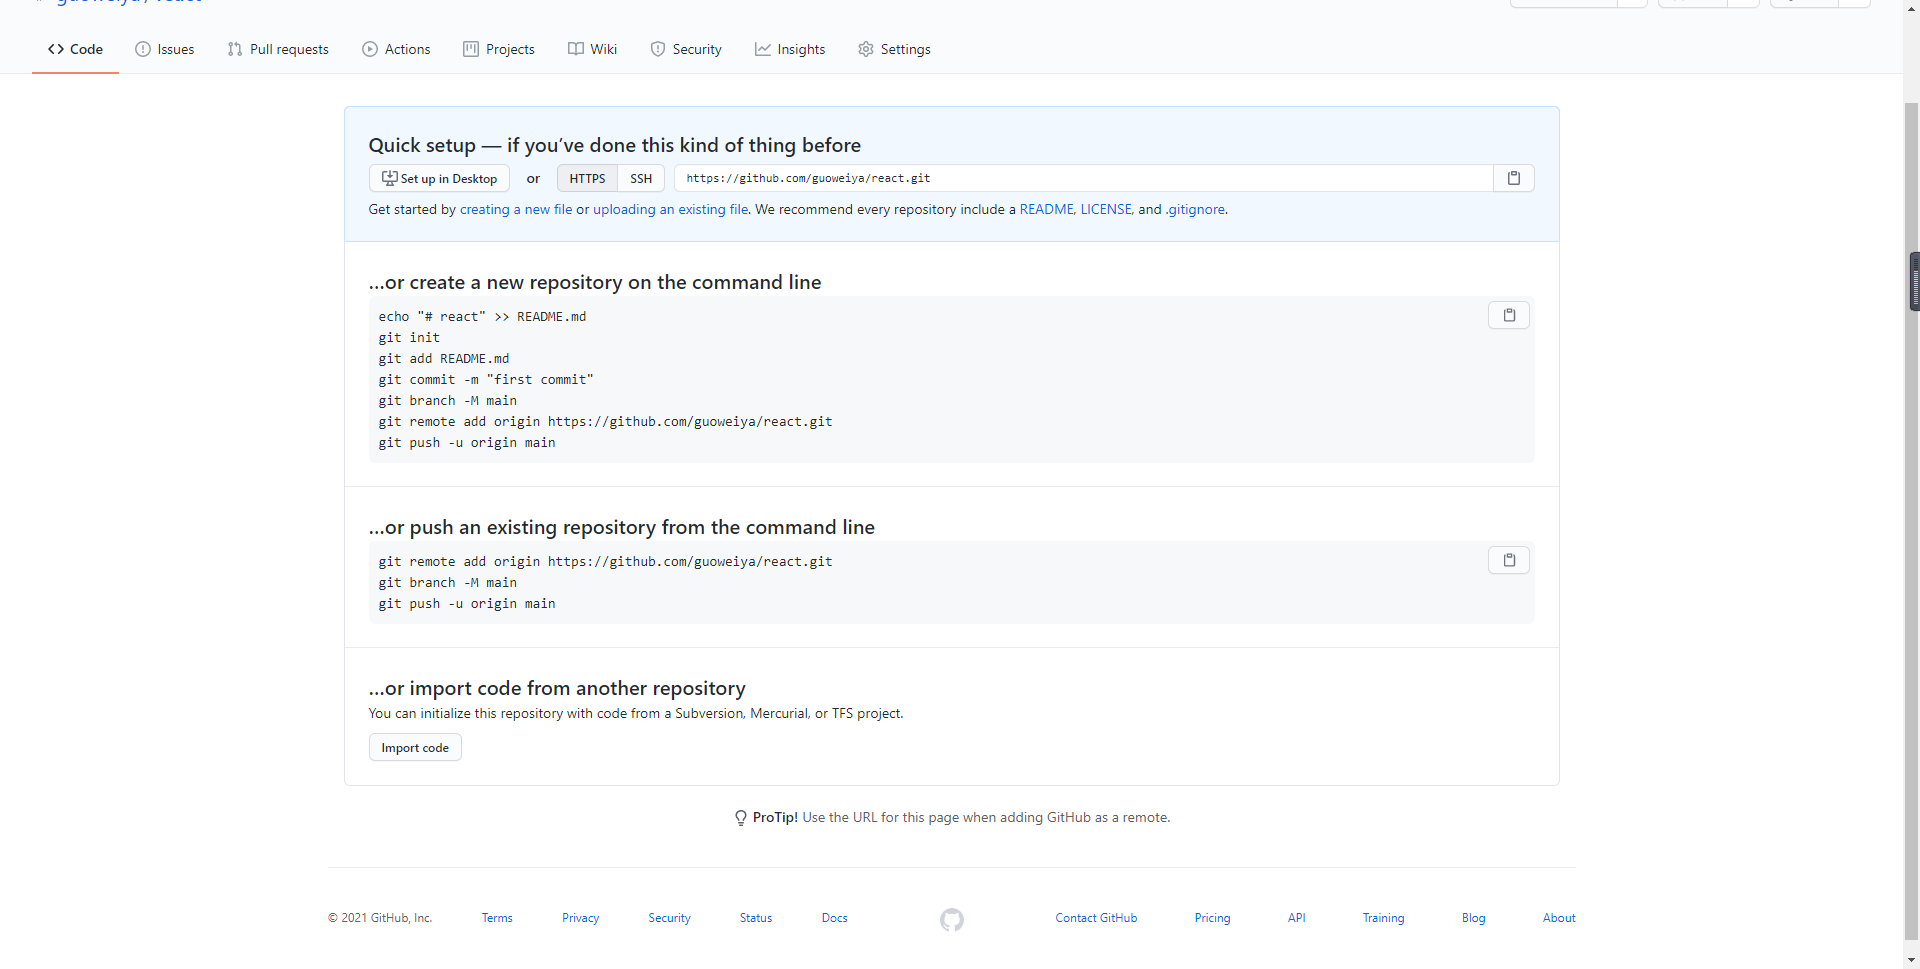 guoweiya / react
Code Issues Pull requests Actions Projects Wiki Security Insights Settings
Quick setup — if you’ve done this kind of thing before
Set up in Desktop or HTTPS SSH https://github.com/guoweiya/react.git
Get started by creating a new file or uploading an existing file. We recommend every repository include a README, LICENSE, and .gitignore.
…or create a new repository on the command line
echo "# react" >> README.md
git init
git add README.md
git commit -m "first commit"
git branch -M main
git remote add origin https://github.com/guoweiya/react.git
git push -u origin main
…or push an existing repository from the command line
git remote add origin https://github.com/guoweiya/react.git
git branch -M main
git push -u origin main
…or import code from another repository
You can initialize this repository with code from a Subversion, Mercurial, or TFS project.
Import code
ProTip! Use the URL for this page when adding GitHub as a remote.
© 2021 GitHub, Inc. Terms Privacy Security Status Docs Contact GitHub Pricing API Training Blog About